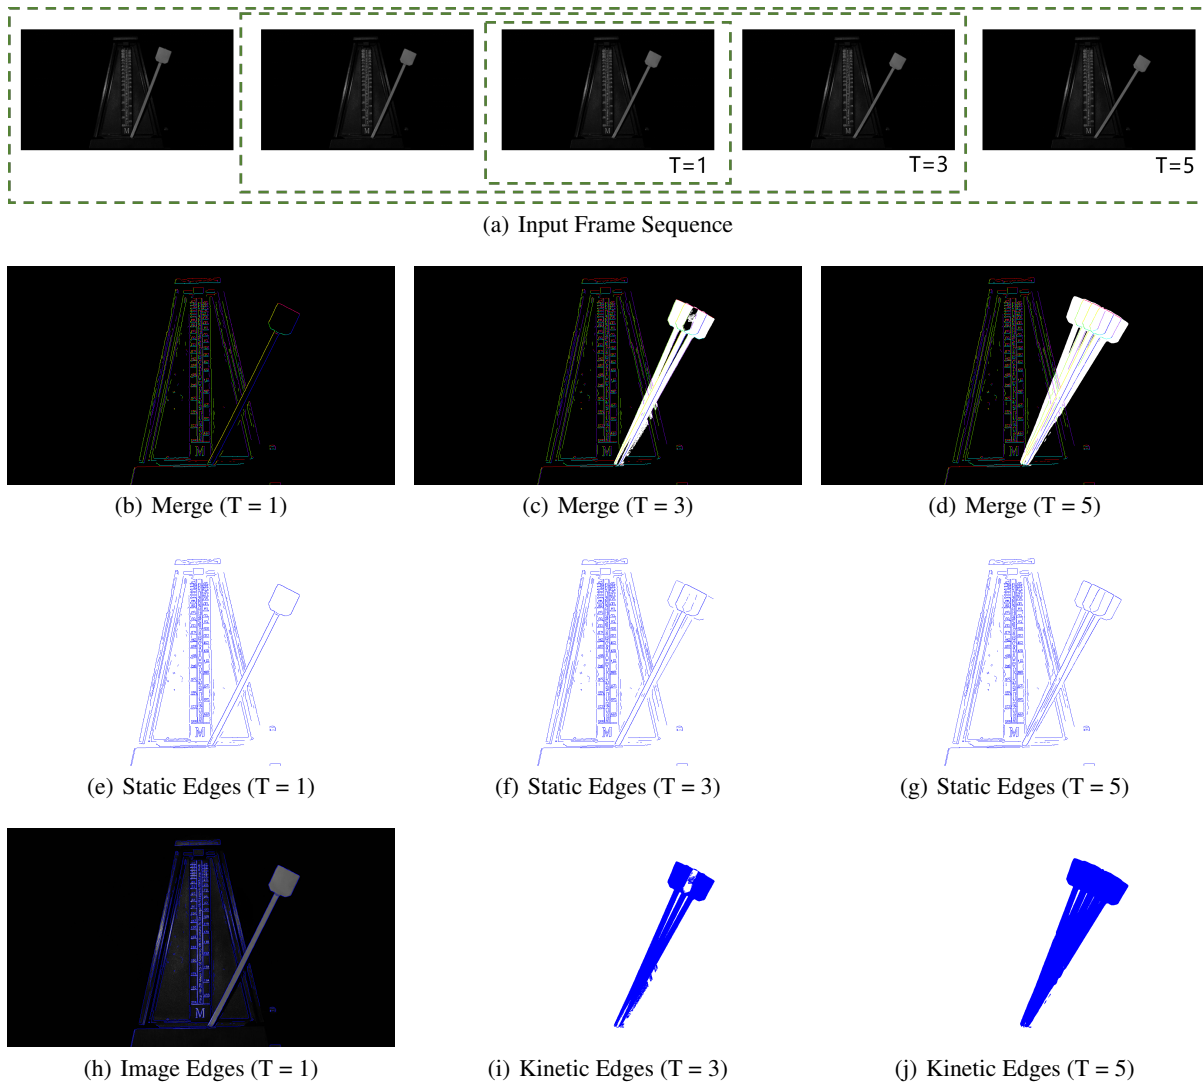 T=1
T=3
T=5
(a) Input Frame Sequence
M
M
M
(b) Merge (T = 1)
(c) Merge (T = 3)
(d) Merge (T = 5)
M
M
M
(e) Static Edges (T = 1)
(f) Static Edges (T = 3)
(g) Static Edges (T = 5)
M
(h) Image Edges (T = 1)
(i) Kinetic Edges (T = 3)
(j) Kinetic Edges (T = 5)